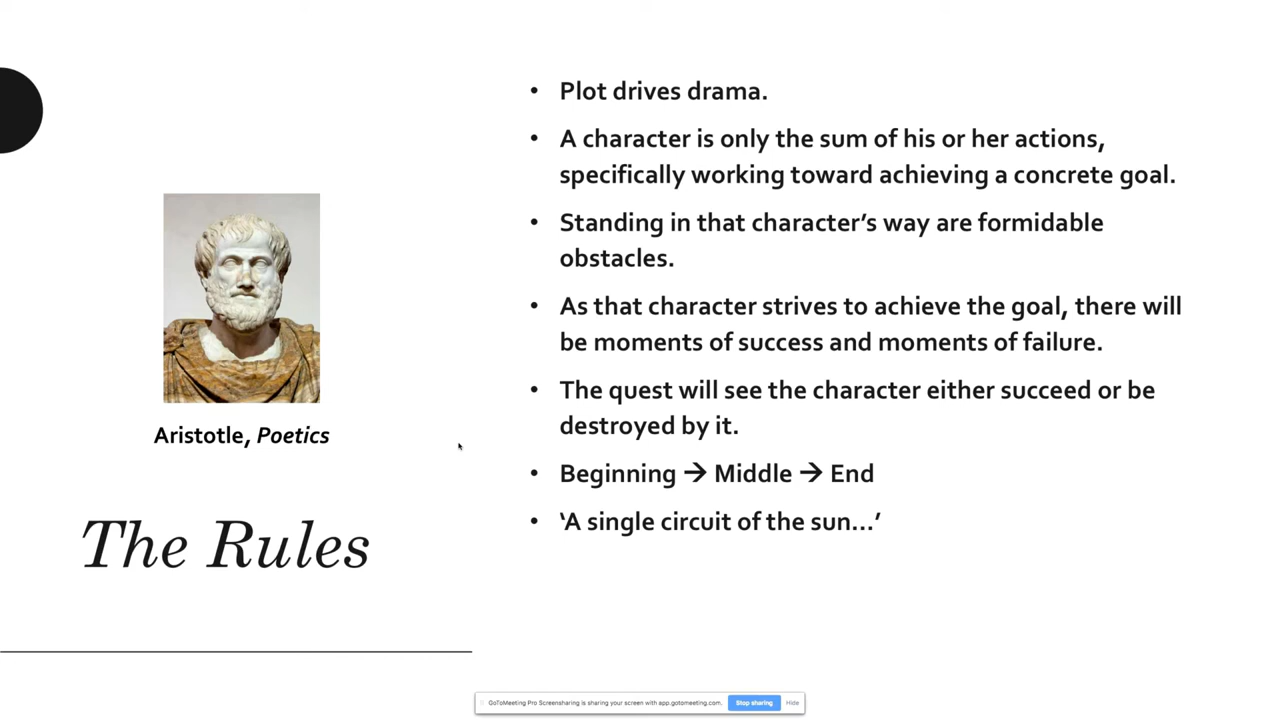 Plot drives drama.
A character is only the sum of his or her actions,
specifically working toward achieving a concrete goal.
Standing in that character’s way are formidable
obstacles.
As that character strives to achieve the goal, there will
be moments of success and moments of failure.
The quest will see the character either succeed or be
destroyed by it.
Beginning → Middle → End
‘A single circuit of the sun…’
Aristotle, Poetics
The Rules
GoToMeeting Pro Screensharing is sharing your screen with app.gotomeeting.com.
Stop sharing
Hide